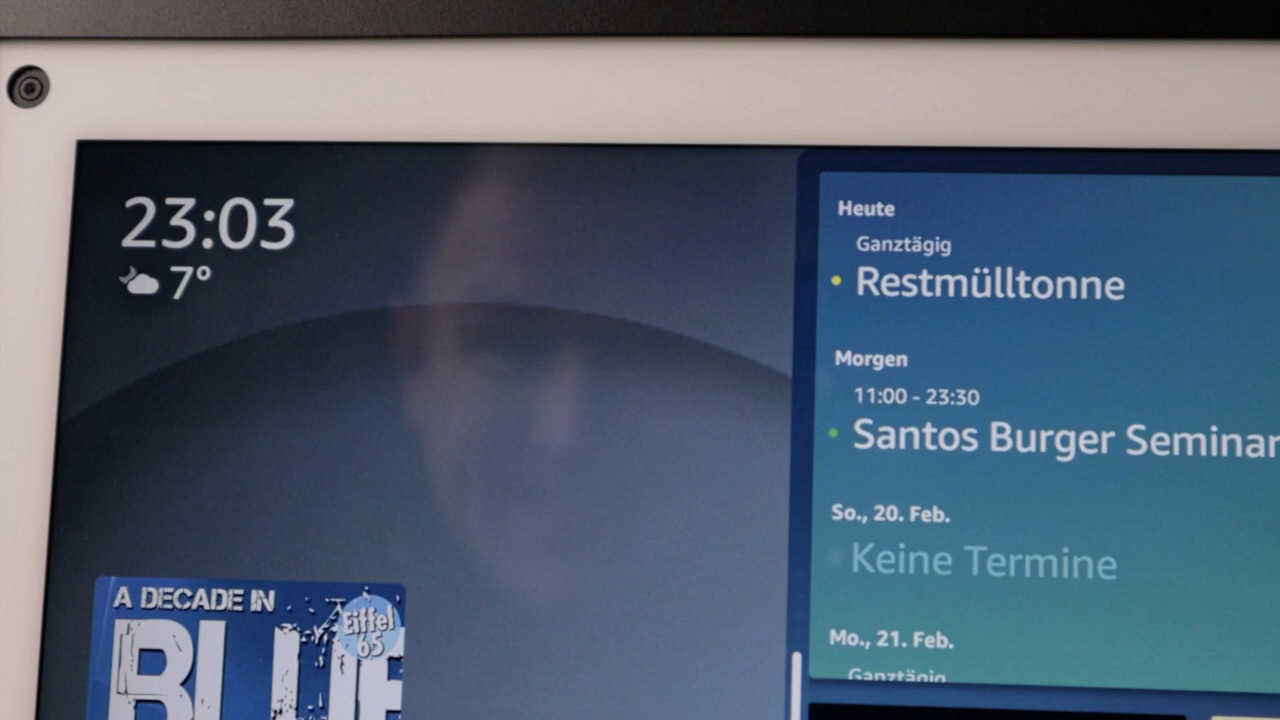 23:03
7°
A DECADE IN
Eiffel
65
BLUE
Heute
Ganztägig
Restmülltonne
Morgen
11:00 - 23:30
Santos Burger Seminar
So., 20. Feb.
Keine Termine
Mo., 21. Feb.
Ganztägig